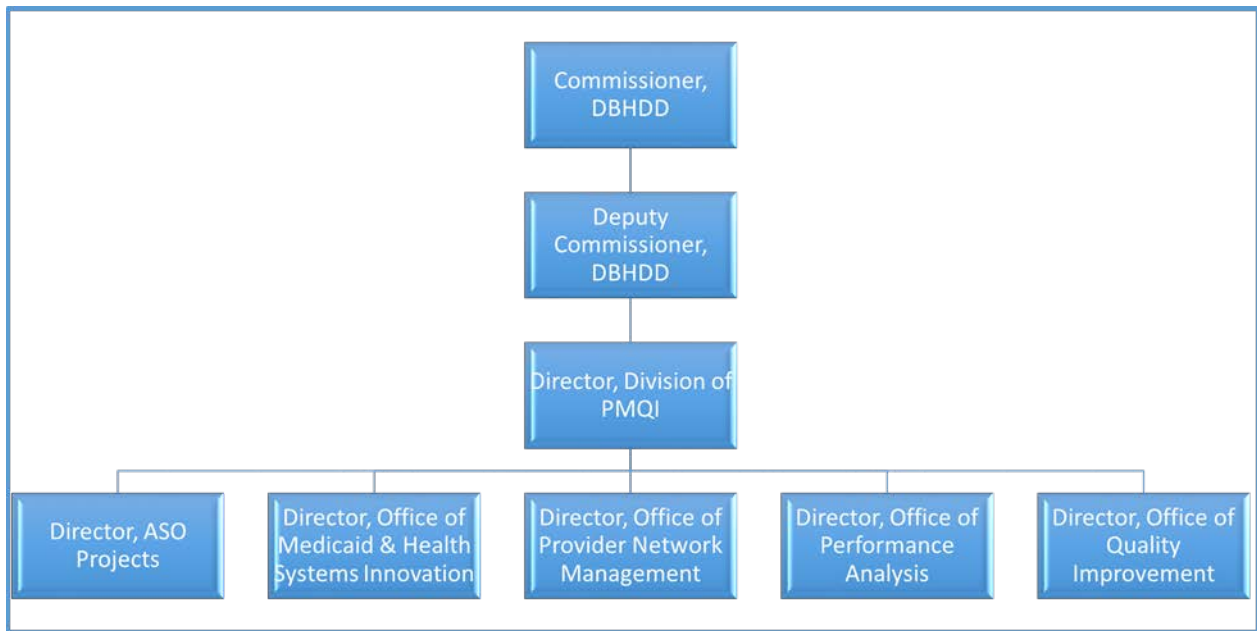 Commissioner,
DBHDD
Deputy
Commissioner,
DBHDD
Director, Division of
PMQI
Director, ASO
Projects
Director, Office of
Medicaid & Health
Systems Innovation
Director, Office of
Provider Network
Management
Director, Office of
Performance
Analysis
Director, Office of
Quality
Improvement